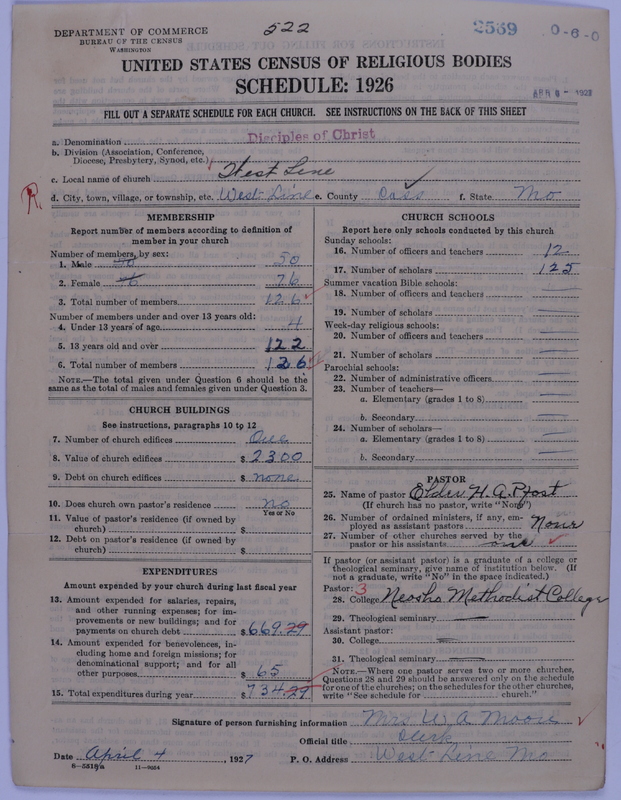 DEPARTMENT OF COMMERCE
BUREAU OF THE CENSUS
WASHINGTON
522
2539
0-6-0
UNITED STATES CENSUS OF RELIGIOUS BODIES
SCHEDULE: 1926
APR 8 - 1927
FILL OUT A SEPARATE SCHEDULE FOR EACH CHURCH. SEE INSTRUCTIONS ON THE BACK OF THIS SHEET
a. Denomination Disciples of Christ
b. Division (Association, Conference, Diocese, Presbytery, Synod, etc.)
c. Local name of church West Line
d. City, town, village, or township, etc. West Line e. County Cass f. State Mo
R.
MEMBERSHIP
Report number of members according to definition of member in your church
Number of members, by sex:
1. Male 50 50
2. Female 76 76
3. Total number of members 126
Number of members under and over 13 years old:
4. Under 13 years of age 4
5. 13 years old and over 122
6. Total number of members 126
NOTE.—The total given under Question 6 should be the same as the total of males and females given under Question 3.
CHURCH BUILDINGS
See instructions, paragraphs 10 to 12
7. Number of church edifices One
8. Value of church edifices $ 2300
9. Debt on church edifices $ none
10. Does church own pastor's residence no
Yes or No
11. Value of pastor's residence (if owned by church) $
12. Debt on pastor's residence (if owned by church) $
EXPENDITURES
Amount expended by your church during last fiscal year
13. Amount expended for salaries, repairs, and other running expenses; for improvements or new buildings; and for payments on church debt $ 669.29
14. Amount expended for benevolences, including home and foreign missions; for denominational support; and for all other purposes $ 65
15. Total expenditures during year $ 734.29
CHURCH SCHOOLS
Report here only schools conducted by this church
Sunday schools:
16. Number of officers and teachers 12
17. Number of scholars 125
Summer vacation Bible schools:
18. Number of officers and teachers
19. Number of scholars
Week-day religious schools:
20. Number of officers and teachers
21. Number of scholars
Parochial schools:
22. Number of administrative officers
23. Number of teachers—
a. Elementary (grades 1 to 8)
b. Secondary
24. Number of scholars—
a. Elementary (grades 1 to 8)
b. Secondary
PASTOR
25. Name of pastor Elder H. A. Pfost
(If church has no pastor, write "None")
26. Number of ordained ministers, if any, employed as assistant pastors None
27. Number of other churches served by the pastor or his assistants one
If pastor (or assistant pastor) is a graduate of a college or theological seminary, give name of institution below. (If not a graduate, write "No" in the space indicated.)
Pastor: 3
28. College Neosho Methodist College
29. Theological seminary
Assistant pastor:
30. College
31. Theological seminary
NOTE.—Where one pastor serves two or more churches, Questions 28 and 29 should be answered only on the schedule for one of the churches; on the schedules for the other churches, write "See schedule for church."
Signature of person furnishing information Mrs W. A. Moore
Official title Clerk
Date April 4, 1927 P. O. Address West Line Mo
8—5318a 11—9034